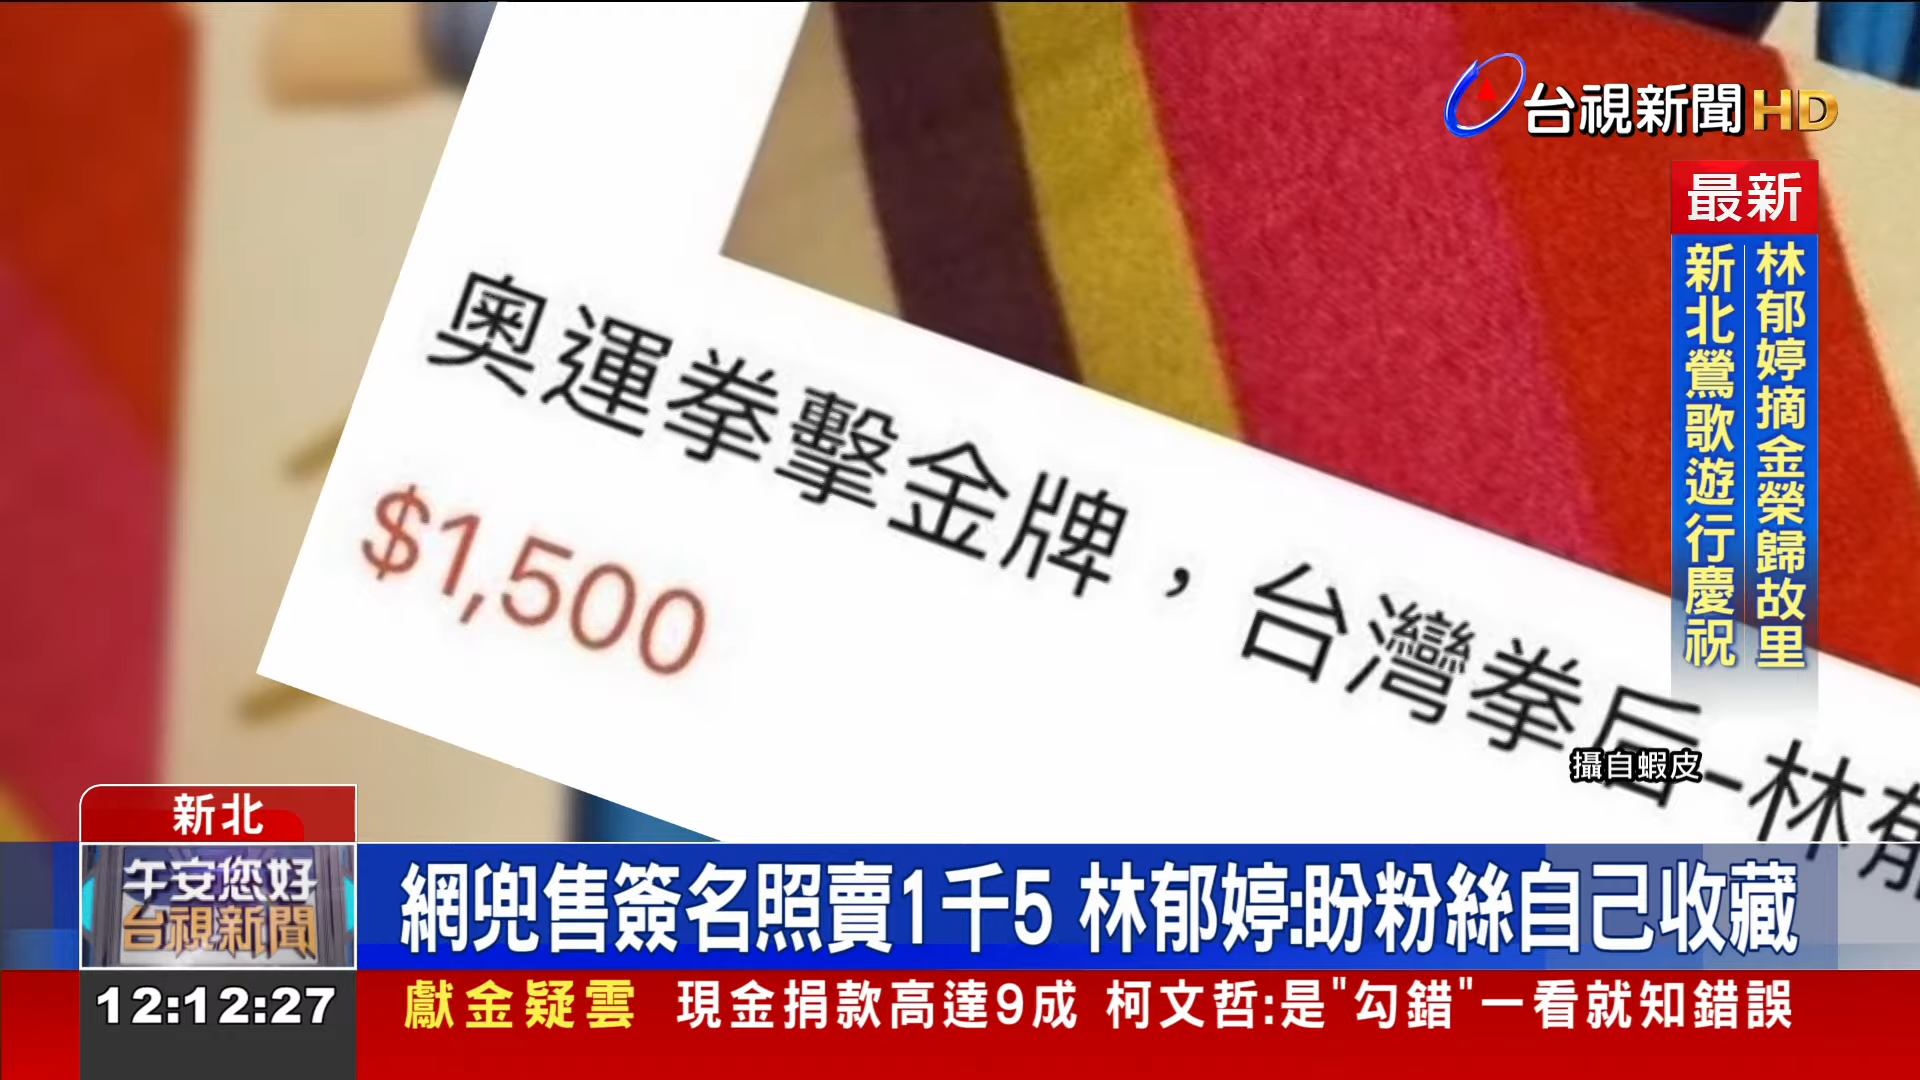 台視新聞HD
最新
林郁婷摘金榮歸故里
新北鶯歌遊行慶祝
奧運拳擊金牌，台灣拳后-林郁
$1,500
攝自蝦皮
新北
午安您好
台視新聞
網兜售簽名照賣1千5 林郁婷:盼粉絲自己收藏
12:12:27
獻金疑雲 現金捐款高達9成 柯文哲:是"勾錯"一看就知錯誤